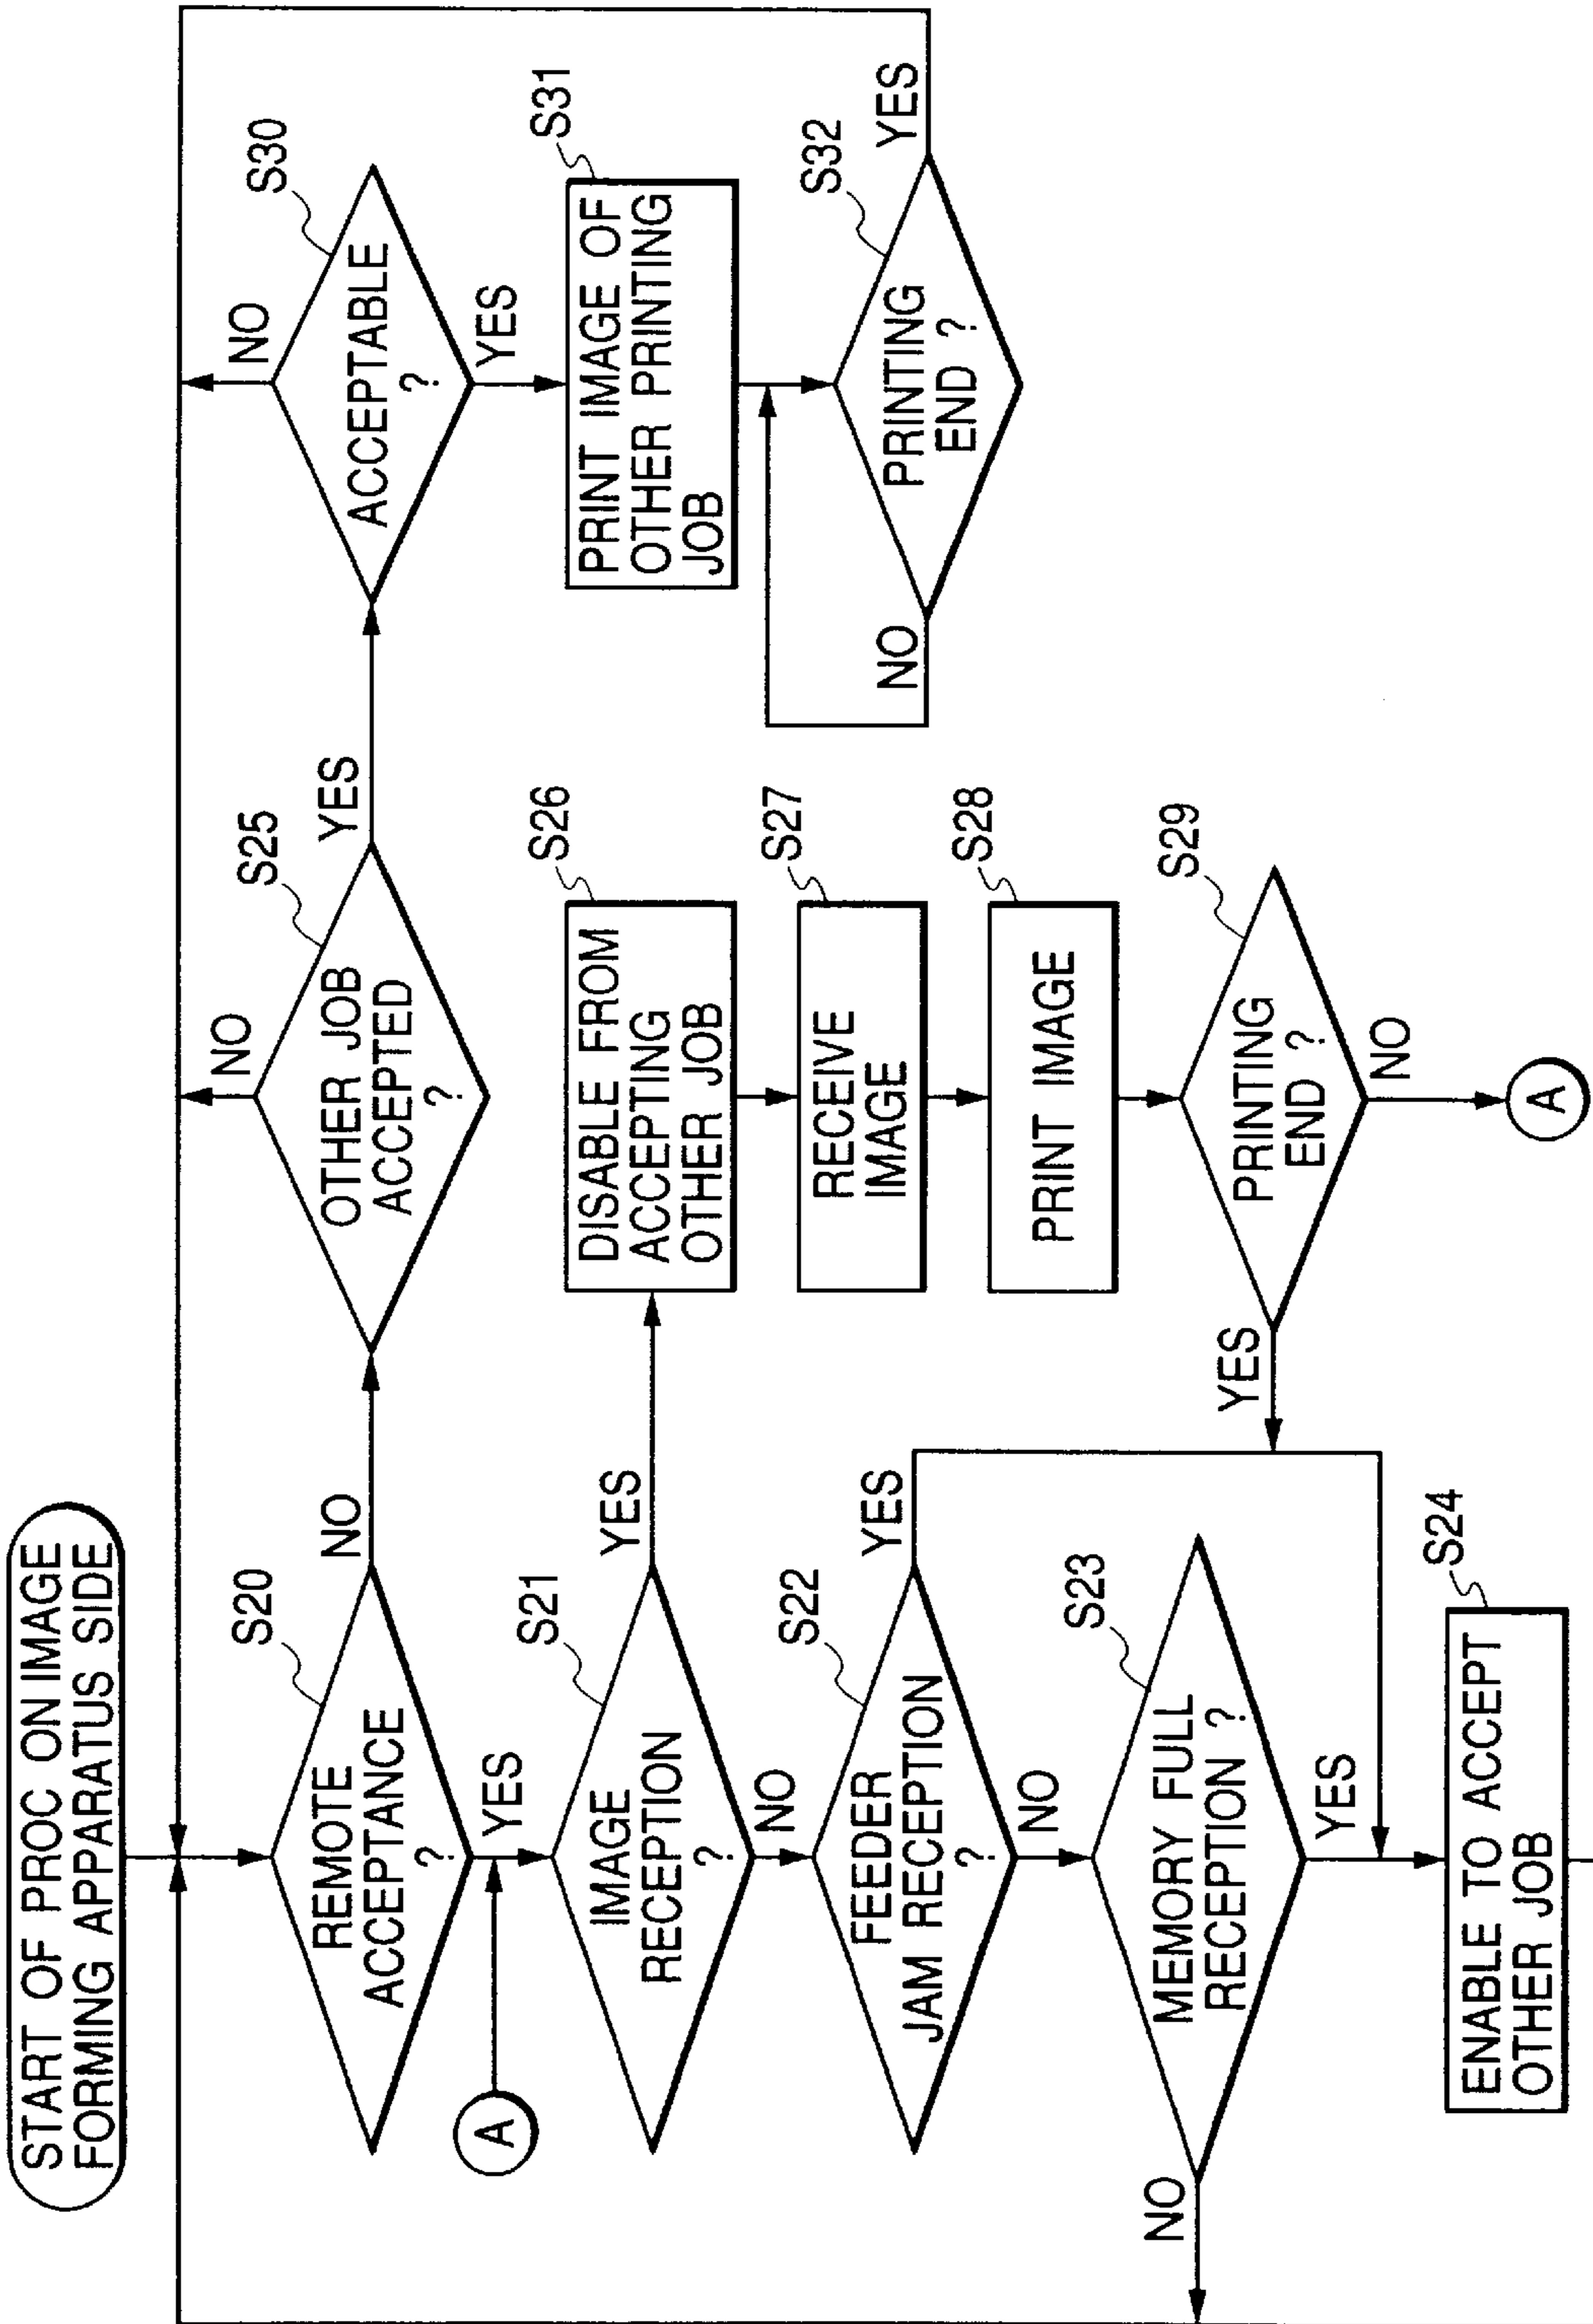 START OF PROC ON IMAGE
FORMING APPARATUS SIDE
S20
REMOTE
ACCEPTANCE
?
NO
YES
A
S21
IMAGE
RECEPTION
?
YES
NO
S22
FEEDER
JAM RECEPTION
?
YES
NO
S23
MEMORY FULL
RECEPTION ?
NO
YES
S24
ENABLE TO ACCEPT
OTHER JOB
S25
OTHER JOB
ACCEPTED
?
NO
YES
S26
DISABLE FROM
ACCEPTING
OTHER JOB
S27
RECEIVE
IMAGE
S28
PRINT IMAGE
S29
PRINTING
END ?
YES
NO
A
S30
ACCEPTABLE
?
NO
YES
S31
PRINT IMAGE OF
OTHER PRINTING
JOB
S32
PRINTING
END ?
NO
YES